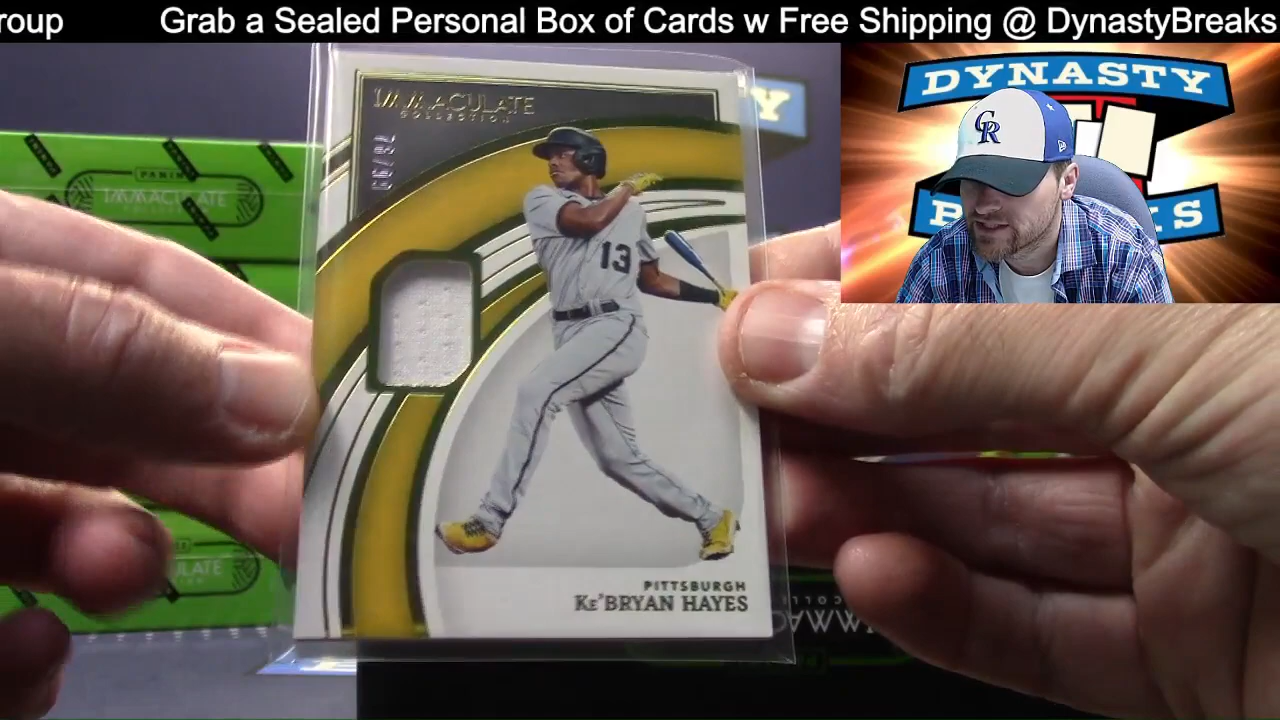 roup Grab a Sealed Personal Box of Cards w Free Shipping @ DynastyBreaks
DYNASTY
IMMACULATE
COLLECTION
PANINI
IMMACULATE
CR
13
PITTSBURGH
KE'BRYAN HAYES